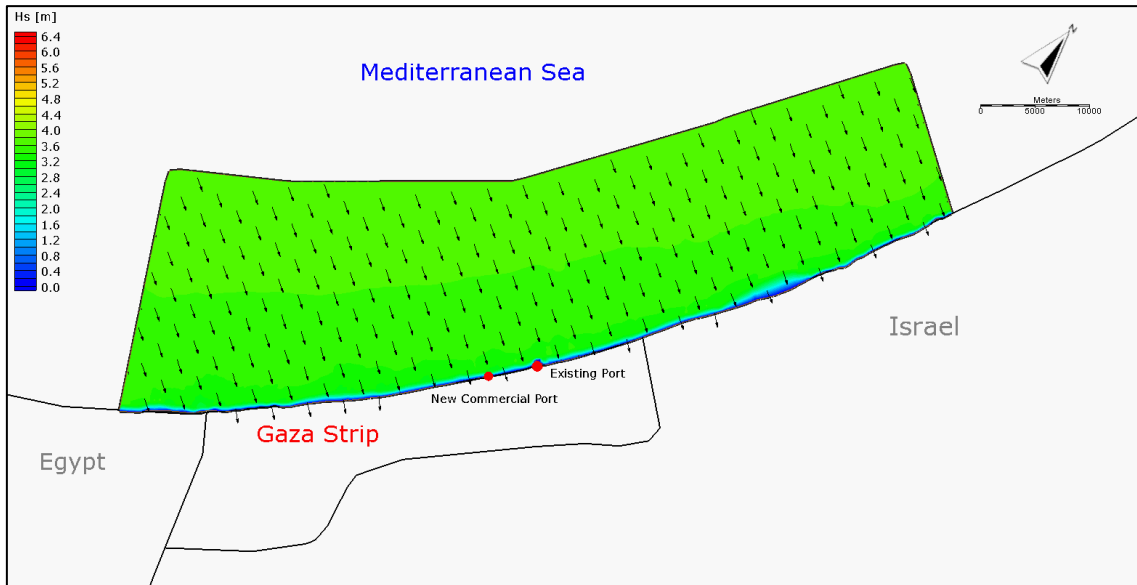 Hs [m]
6.4
6.0
5.6
5.2
4.8
4.4
4.0
3.6
3.2
2.8
2.4
2.0
1.6
1.2
0.8
0.4
0.0
Mediterranean Sea
N
Meters
0 5000 10000
Israel
Existing Port
New Commercial Port
Gaza Strip
Egypt